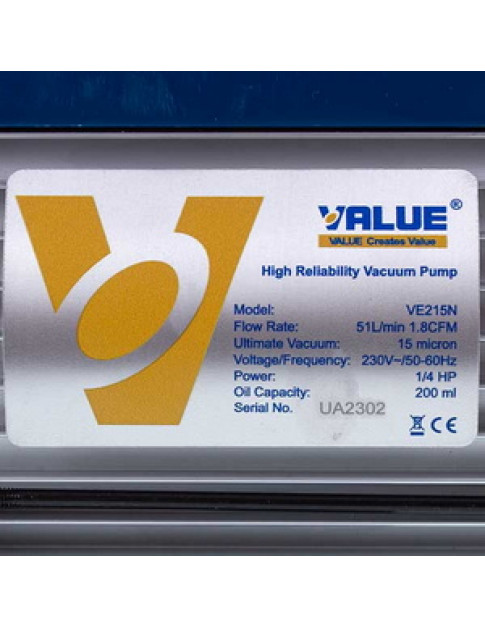 VALUE®
VALUE Creates Value
High Reliability Vacuum Pump
Model: VE215N
Flow Rate: 51L/min 1.8CFM
Ultimate Vacuum: 15 micron
Voltage/Frequency: 230V~/50-60Hz
Power: 1/4 HP
Oil Capacity: 200 ml
Serial No. UA2302
CE